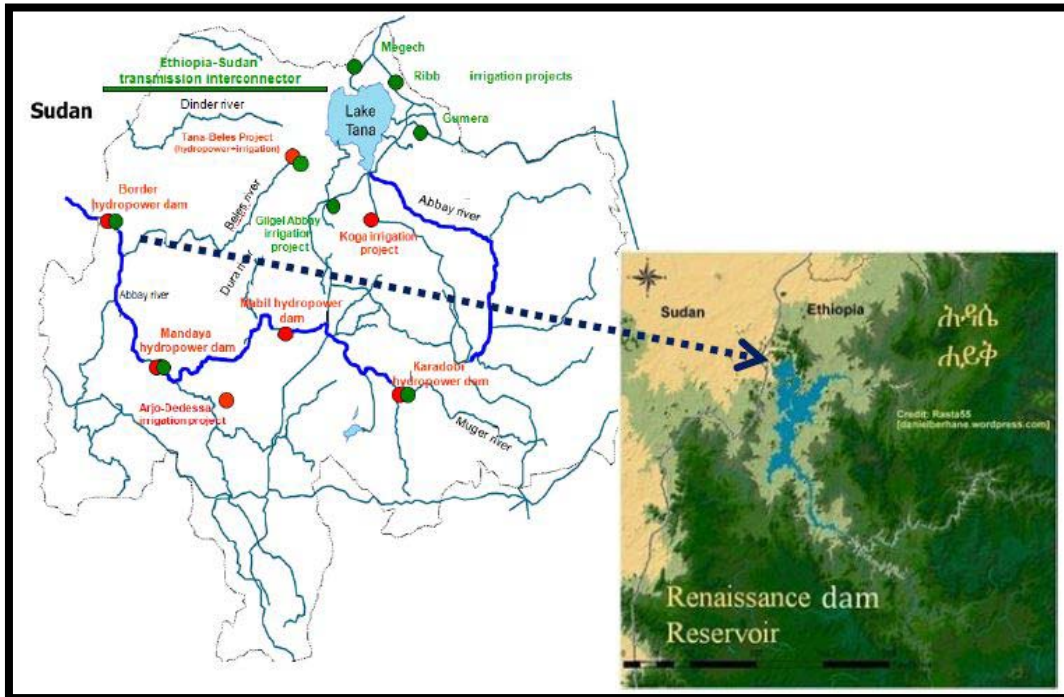 Ethiopia-Sudan
transmission interconnector
Sudan
Dinder river
Megech
Ribb
irrigation projects
Lake
Tana
Gumera
Tana-Beles Project
(hydropower+irrigation)
Border
hydropower dam
Beles river
Gilgel Abbay
irrigation
project
Koga irrigation
project
Abbay river
Abbay river
Dura river
Mabil hydropower
dam
Mandaya
hydropower dam
Karadobi
hydropower dam
Arjo-Dedessa
irrigation project
Muger river
Sudan
Ethiopia
ሕዳሴ
ሐይቅ
Credit: Rasta55
[danielberhane.wordpress.com]
Renaissance dam
Reservoir